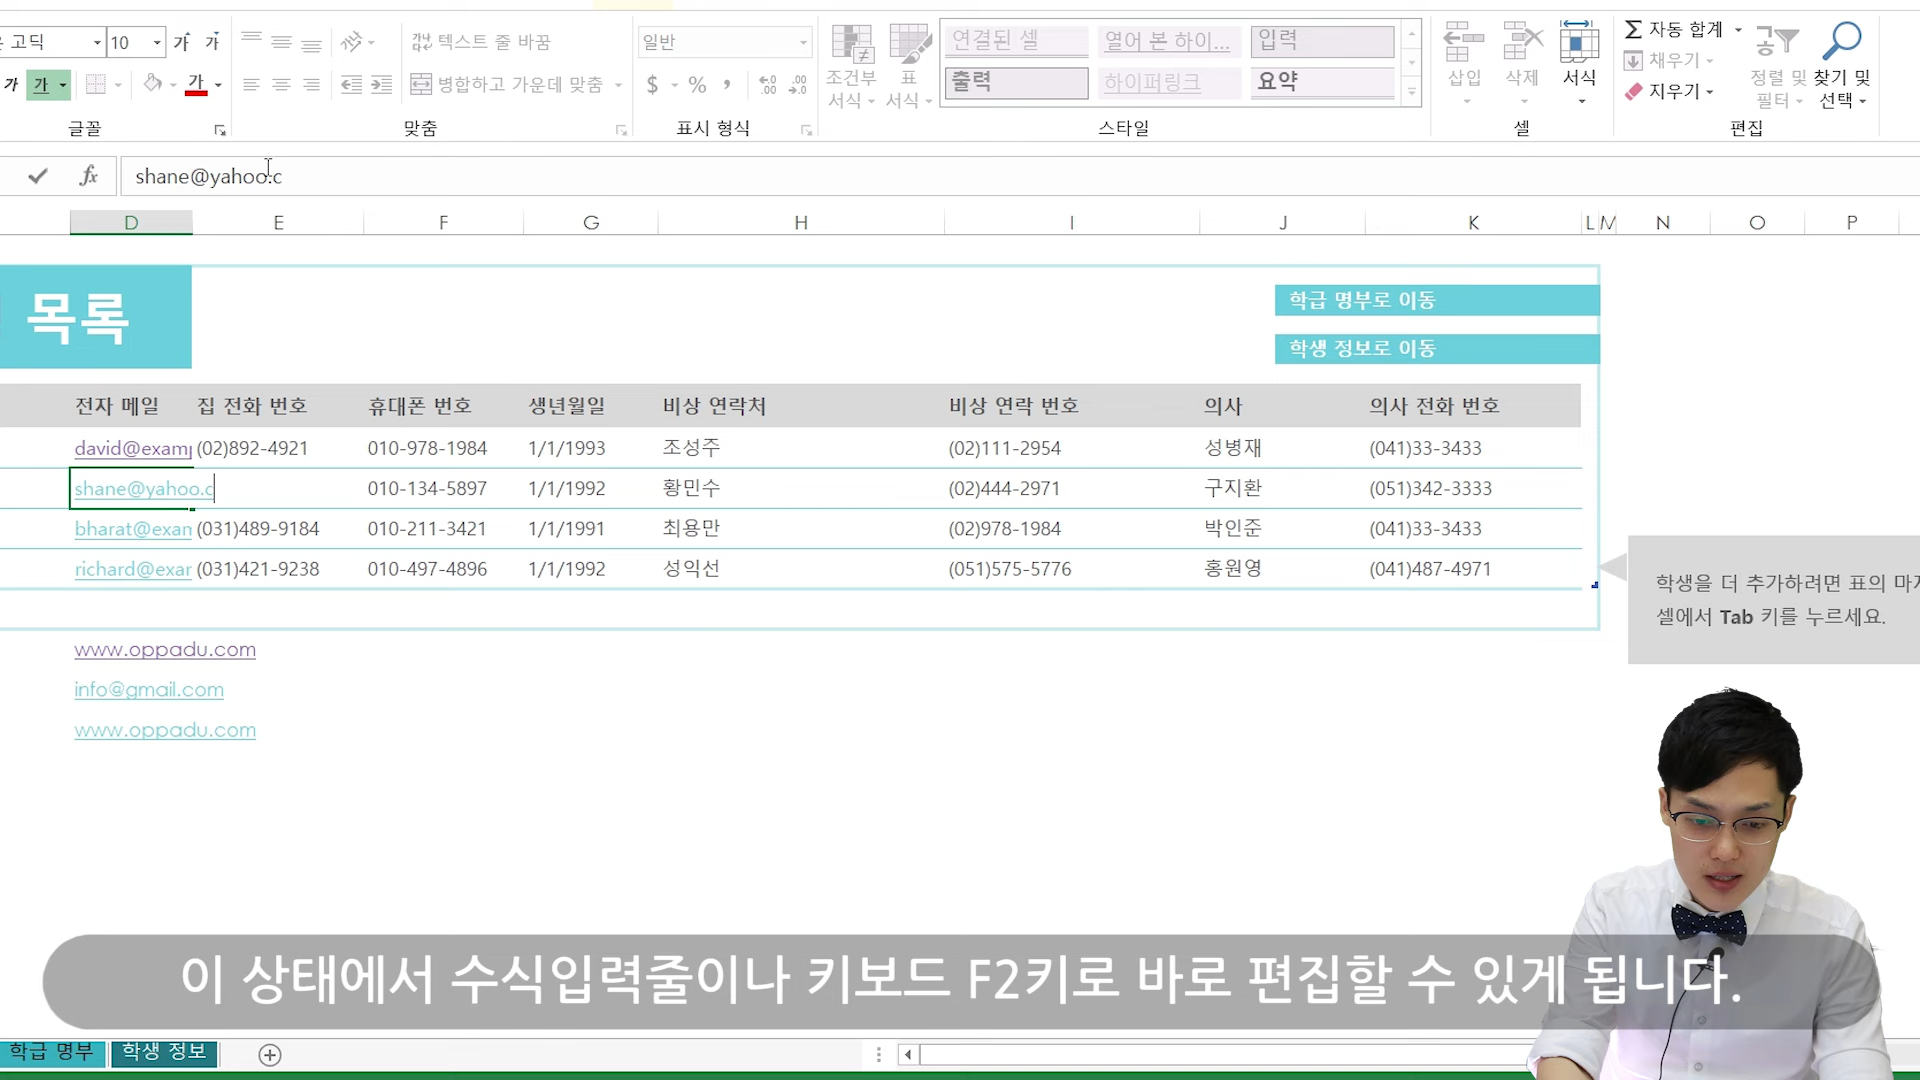 고딕 10 가 가 텍스트 줄 바꿈 일반 연결된 셀 열어 본 하이... 입력 자동 합계
채우기
가 가 가 병합하고 가운데 맞춤 $ % , 조건부 서식 표 서식 출력 하이퍼링크 요약 삽입 삭제 서식 지우기 정렬 및 필터 찾기 및 선택
글꼴 맞춤 표시 형식 스타일 셀 편집
fx shane@yahoo.c
D E F G H I J K L M N O P
목록
학급 명부로 이동
학생 정보로 이동
전자 메일 집 전화 번호 휴대폰 번호 생년월일 비상 연락처 비상 연락 번호 의사 의사 전화 번호
david@examp (02)892-4921 010-978-1984 1/1/1993 조성주 (02)111-2954 성병재 (041)33-3433
shane@yahoo.c 010-134-5897 1/1/1992 황민수 (02)444-2971 구지환 (051)342-3333
bharat@exan (031)489-9184 010-211-3421 1/1/1991 최용만 (02)978-1984 박인준 (041)33-3433
richard@exar (031)421-9238 010-497-4896 1/1/1992 성익선 (051)575-5776 홍원영 (041)487-4971
학생을 더 추가하려면 표의 마지
셀에서 Tab 키를 누르세요.
www.oppadu.com
info@gmail.com
www.oppadu.com
이 상태에서 수식입력줄이나 키보드 F2키로 바로 편집할 수 있게 됩니다.
학급 명부 학생 정보